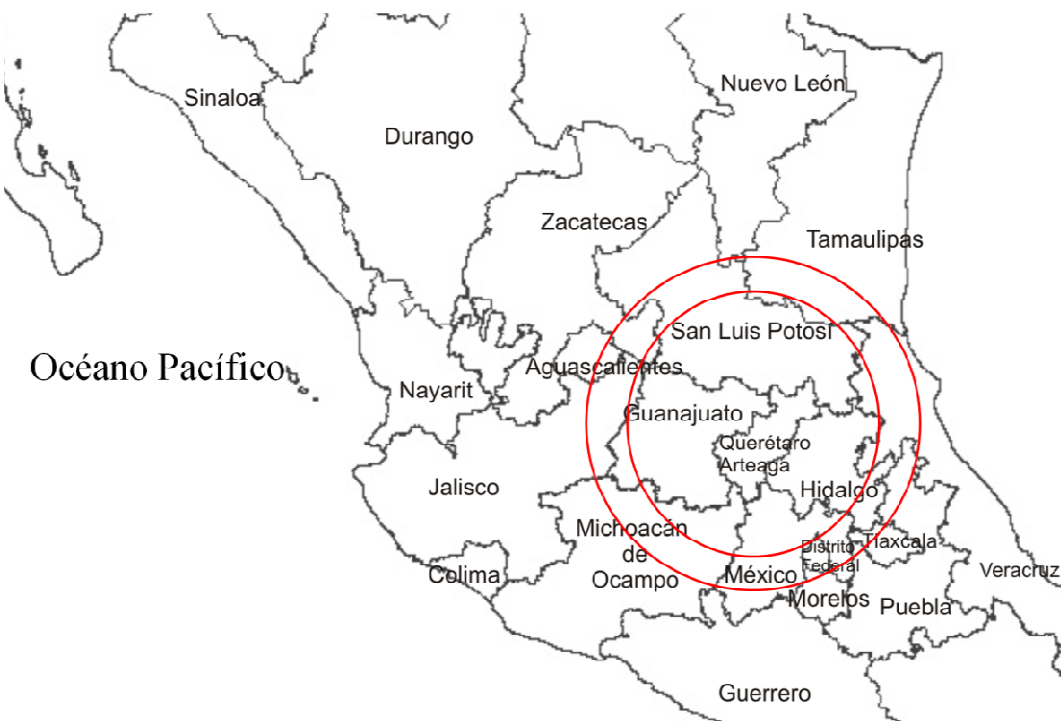 Nuevo León
Sinaloa
Durango
Zacatecas
Tamaulipas
San Luis Potosí
Océano Pacífico
Aguascalientes
Nayarit
Guanajuato
Querétaro
Arteaga
Jalisco
Hidalgo
Michoacán
de
Ocampo
Distrito
Federal
Tlaxcala
Colima
México
Veracruz
Morelos
Puebla
Guerrero